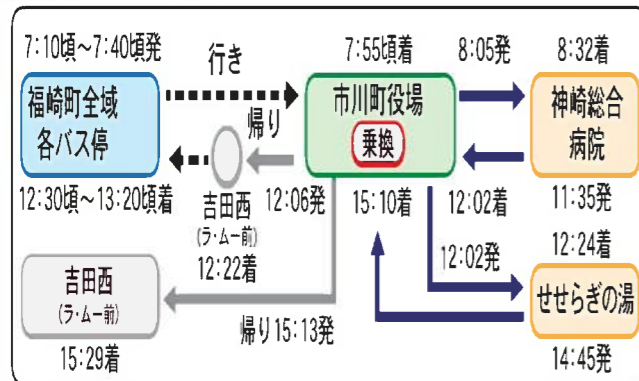 7:10頃～7:40頃発
行き
7:55頃着
8:05発
8:32着
福崎町全域
各バス停
市川町役場
乗換
神崎総合
病院
帰り
12:30頃～13:20頃着
吉田西
(ラ・ムー前)
12:22着
12:06発
15:10着
12:02着
11:35発
12:02発
12:24着
せせらぎの湯
14:45発
吉田西
(ラ・ムー前)
15:29着
帰り15:13発